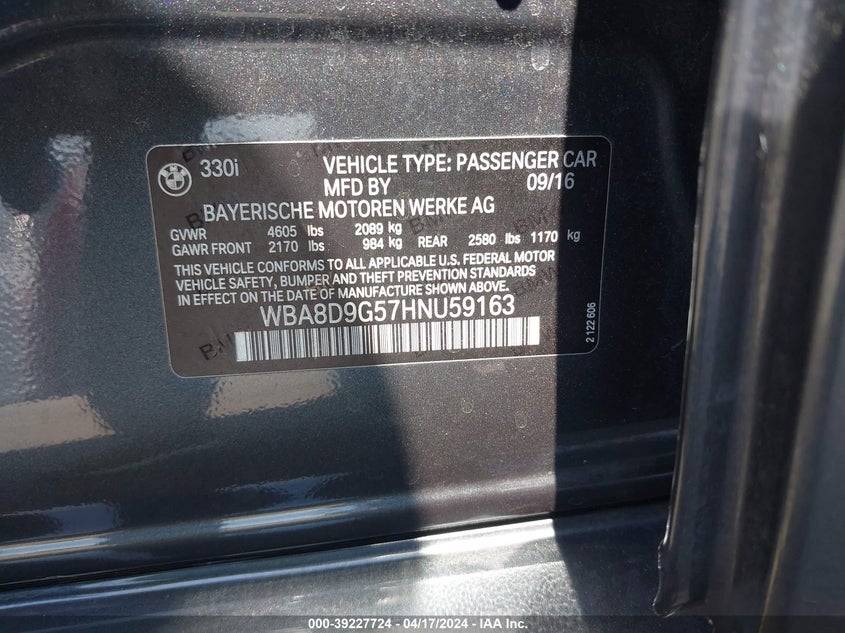 330i VEHICLE TYPE: PASSENGER CAR
MFD BY 09/16
BAYERISCHE MOTOREN WERKE AG
GVWR 4605 lbs 2089 kg
GAWR FRONT 2170 lbs 984 kg REAR 2580 lbs 1170 kg
THIS VEHICLE CONFORMS TO ALL APPLICABLE U.S. FEDERAL MOTOR
VEHICLE SAFETY, BUMPER AND THEFT PREVENTION STANDARDS
IN EFFECT ON THE DATE OF MANUFACTURE SHOWN ABOVE.
WBA8D9G57HNU59163
2 122 606
000-39227724 - 04/17/2024 - IAA Inc.